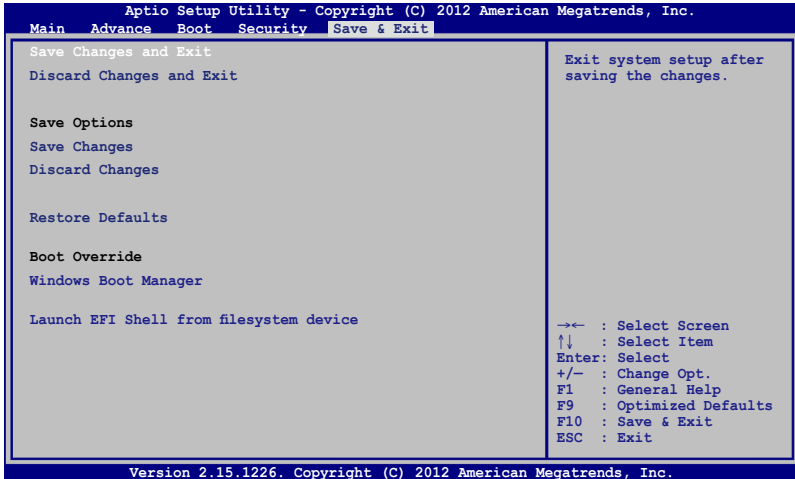 Aptio Setup Utility - Copyright (C) 2012 American Megatrends, Inc.
Main Advance Boot Security Save & Exit
Save Changes and Exit
Discard Changes and Exit
Save Options
Save Changes
Discard Changes
Restore Defaults
Boot Override
Windows Boot Manager
Launch EFI Shell from filesystem device
Exit system setup after
saving the changes.
→← : Select Screen
↑↓ : Select Item
Enter: Select
+/— : Change Opt.
F1 : General Help
F9 : Optimized Defaults
F10 : Save & Exit
ESC : Exit
Version 2.15.1226. Copyright (C) 2012 American Megatrends, Inc.